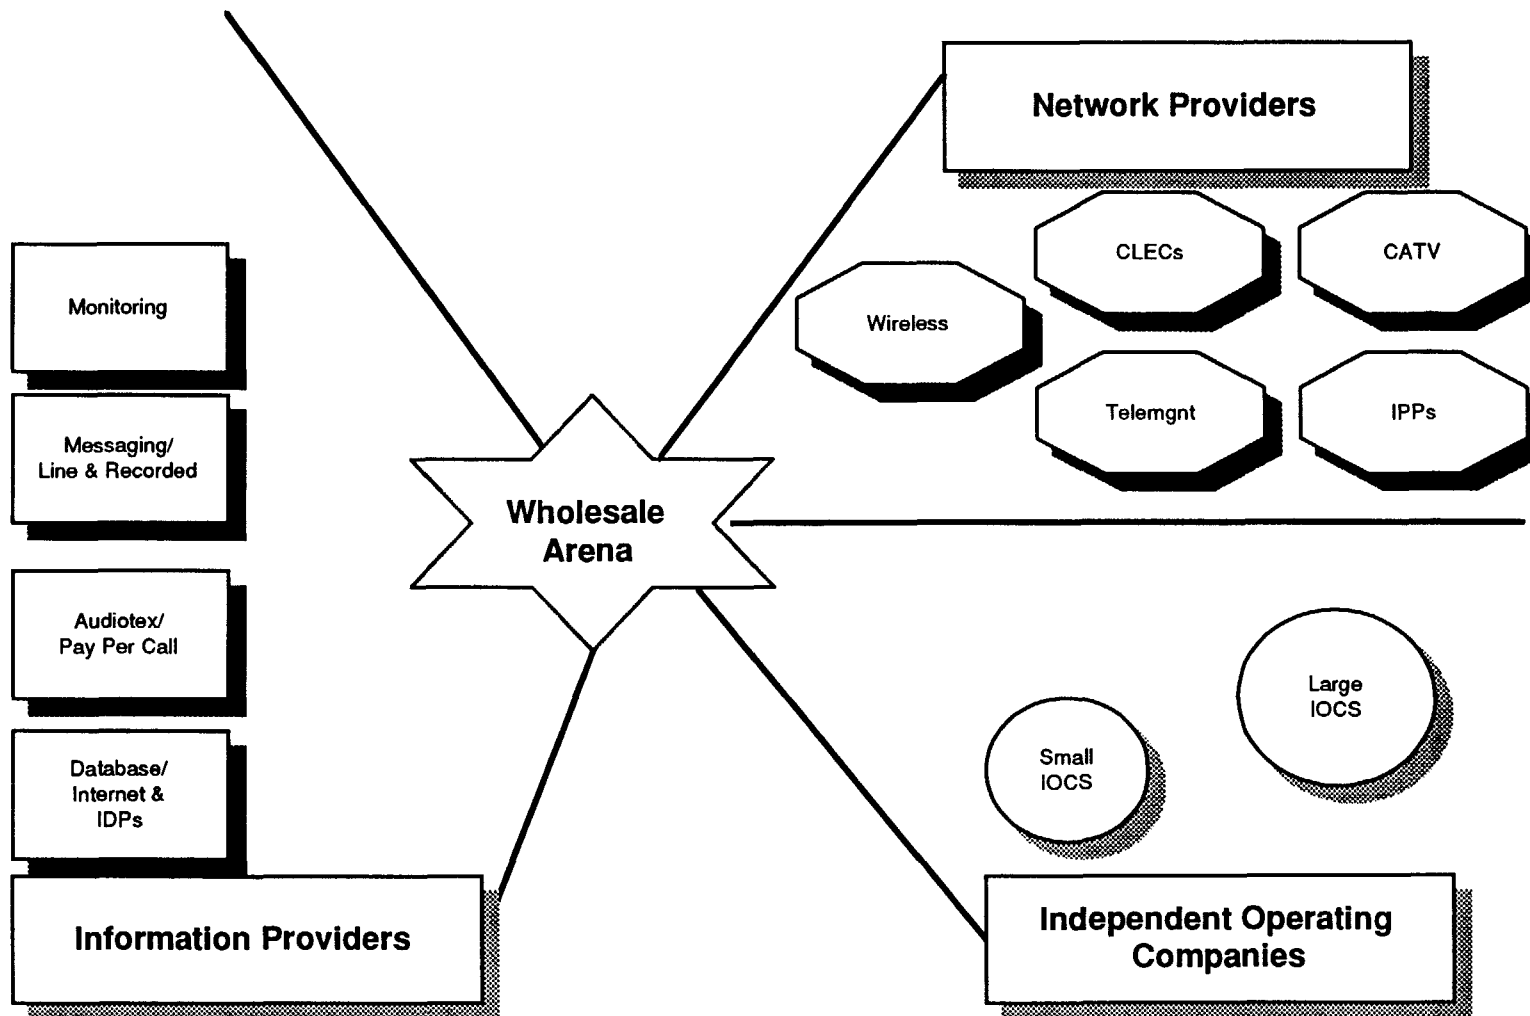 Network Providers
CLECs
CATV
Wireless
Telemgnt
IPPs
Monitoring
Messaging/
Line & Recorded
Audiotex/
Pay Per Call
Database/
Internet &
IDPs
Information Providers
Wholesale
Arena
Large
IOCS
Small
IOCS
Independent Operating
Companies